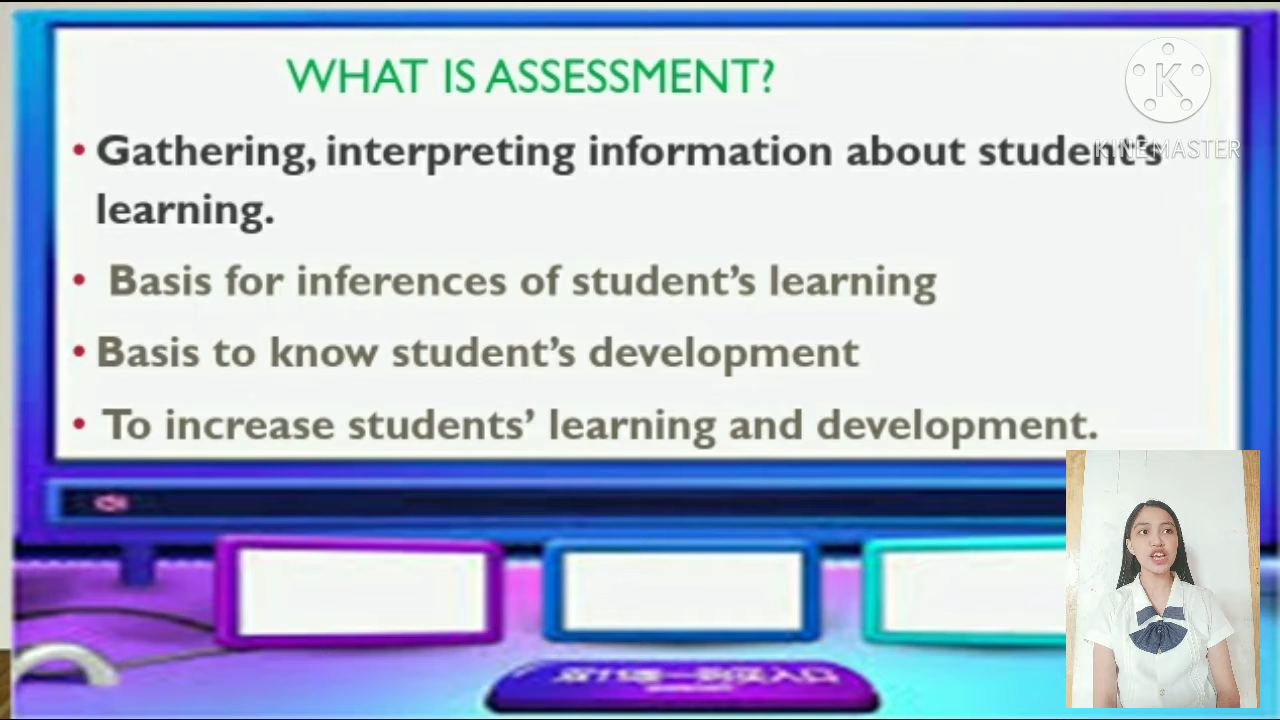 WHAT IS ASSESSMENT?
K
KINEMASTER
• Gathering, interpreting information about student's
learning.
• Basis for inferences of student's learning
• Basis to know student's development
• To increase students' learning and development.